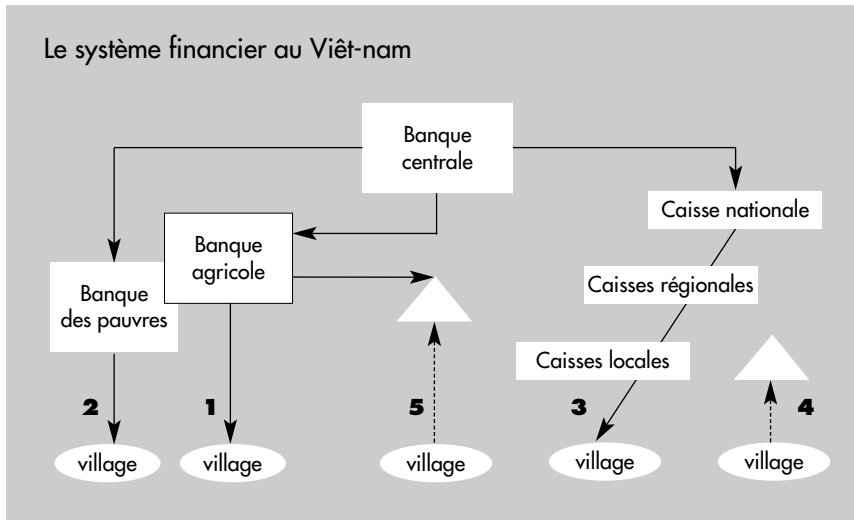 Le système financier au Viêt-nam
Banque
centrale
Caisse nationale
Banque
agricole
Caisses régionales
Banque
des pauvres
Caisses locales
2
1
5
3
4
village
village
village
village
village